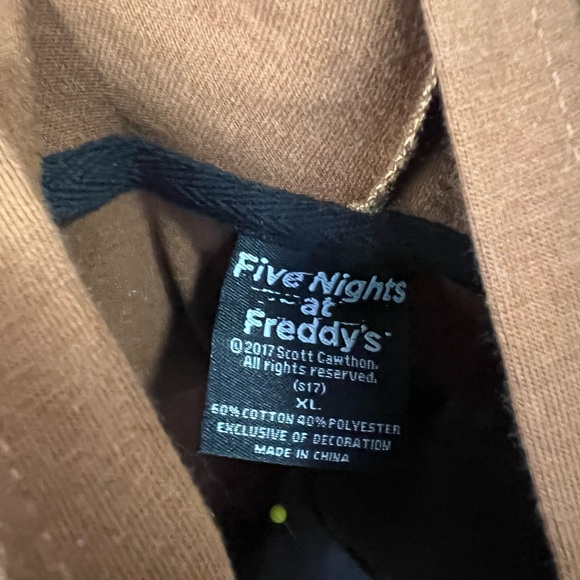 Five Nights
at
Freddy's
©2017 Scott Cawthon.
All rights reserved.
(S17)
XL
60% COTTON 40% POLYESTER
EXCLUSIVE OF DECORATION
MADE IN CHINA